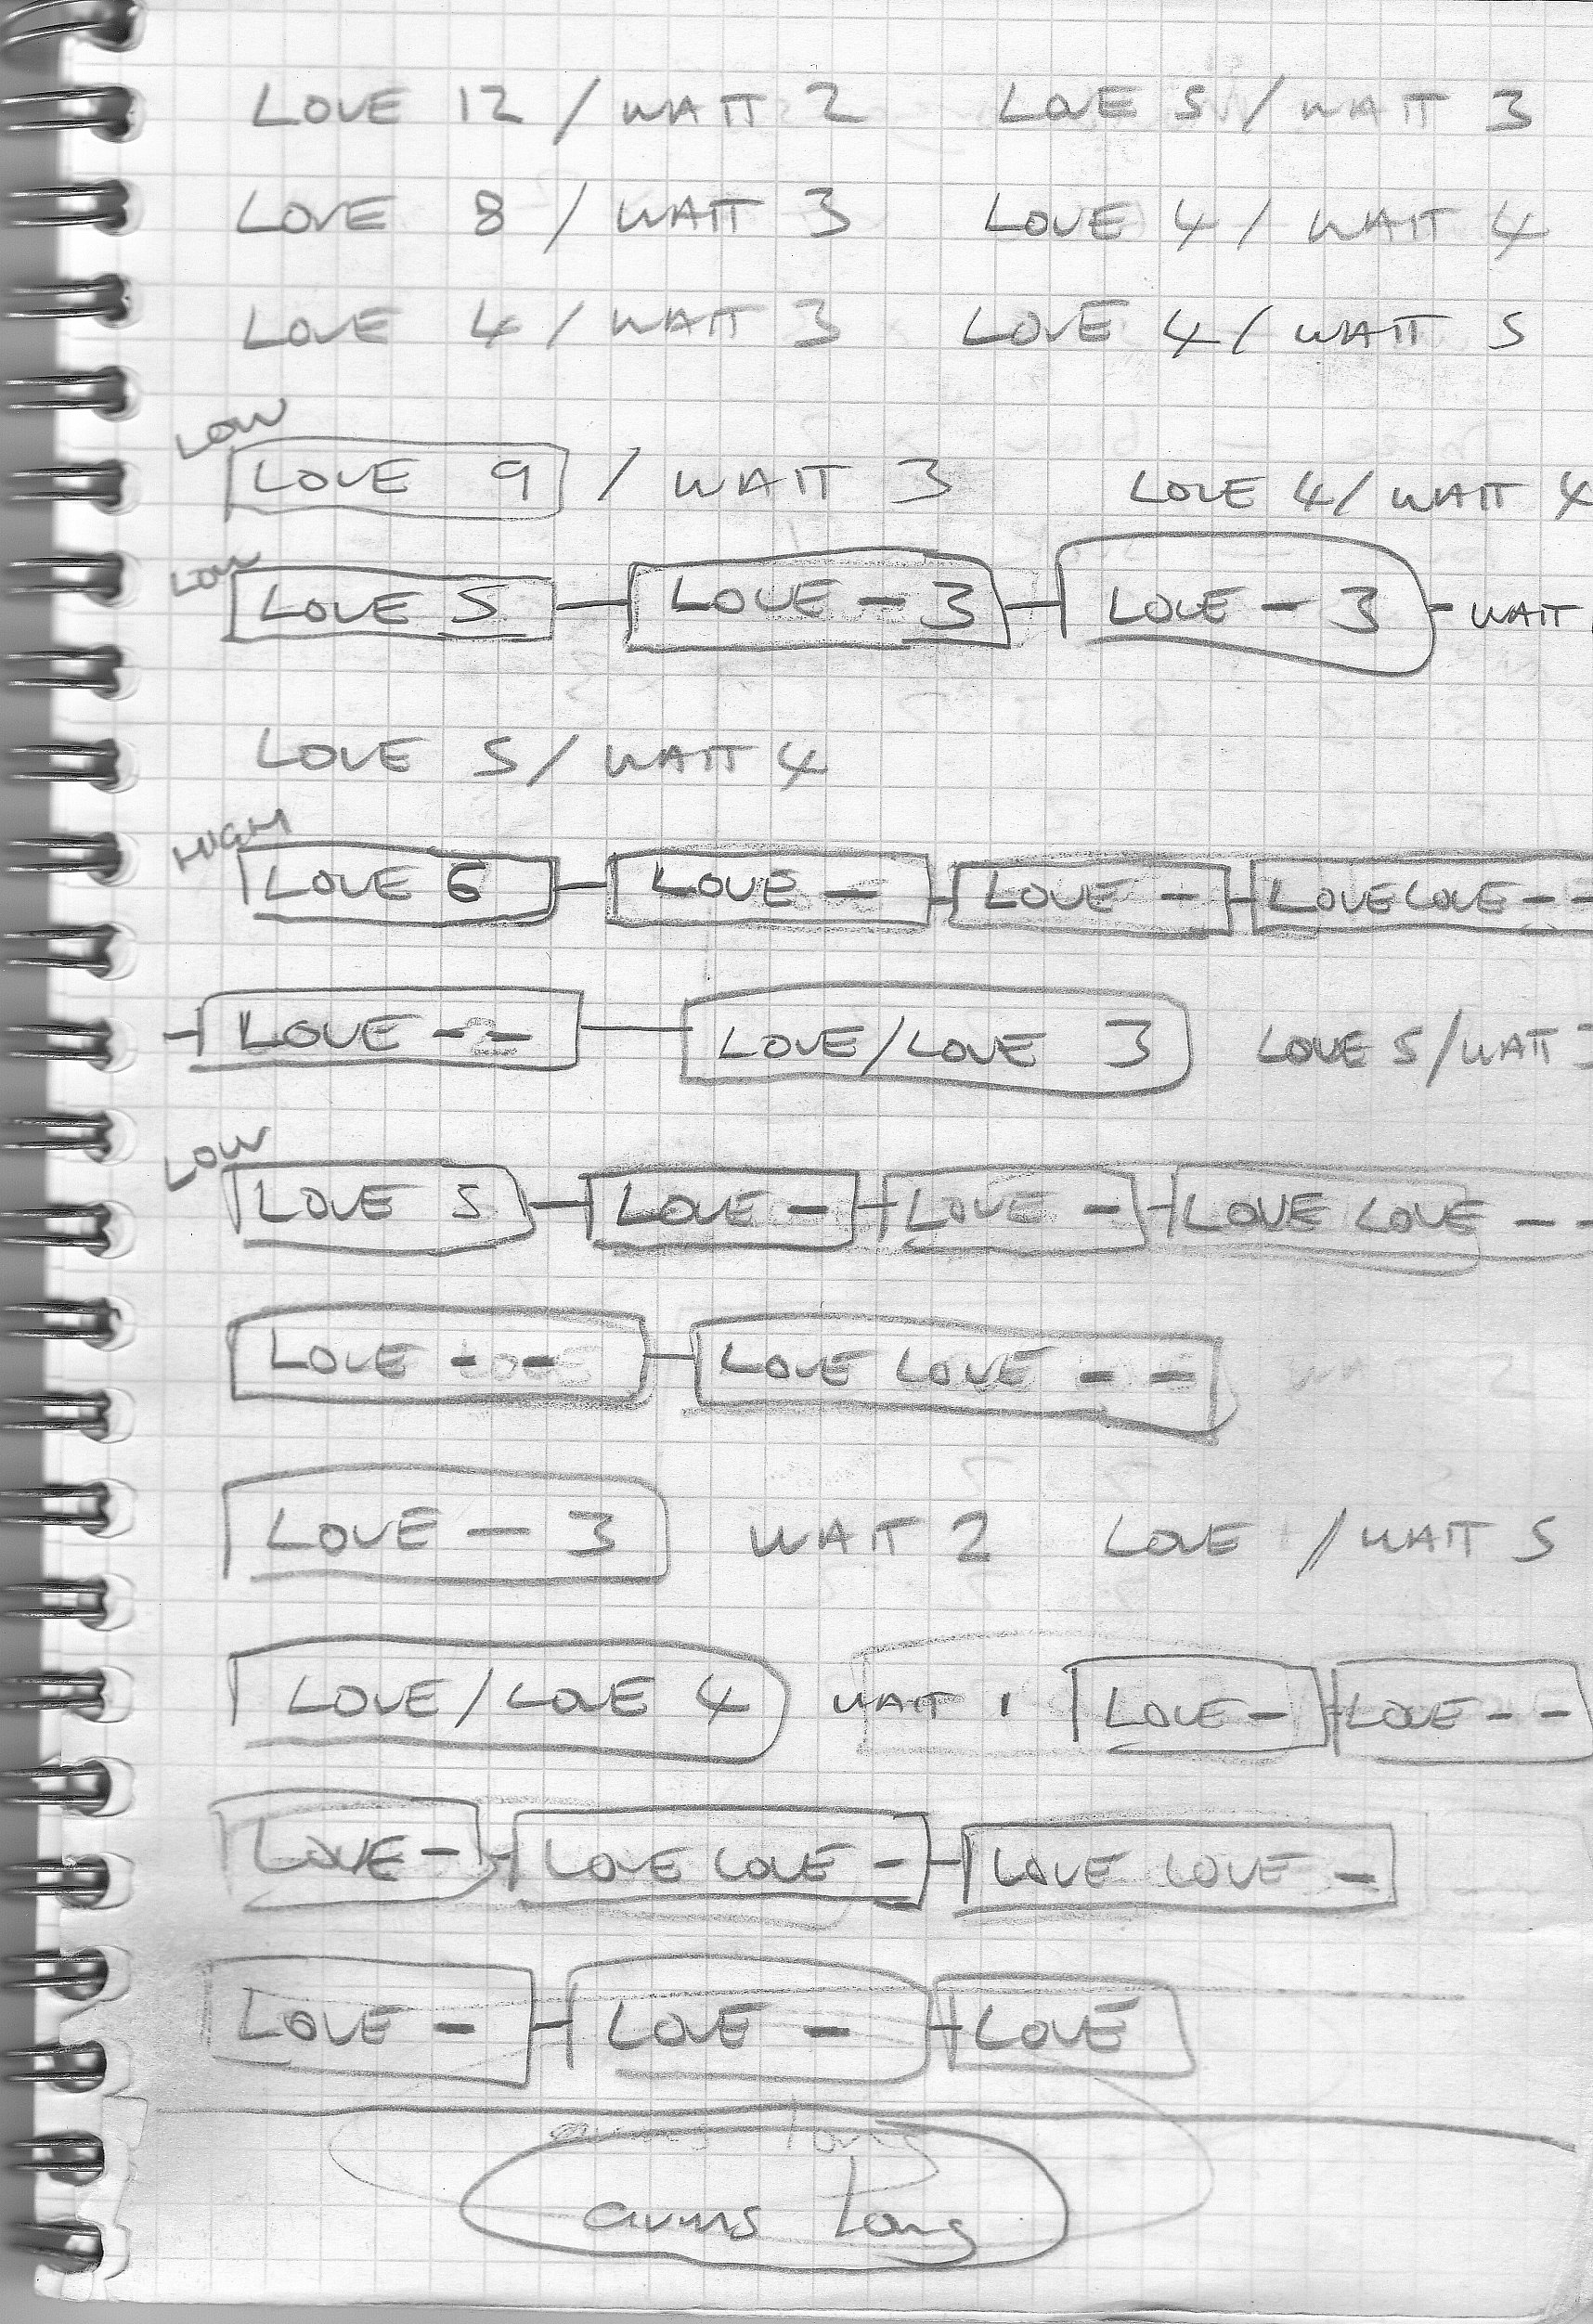 LOVE 12 / WAIT 2 LOVE 5 / WAIT 3
LOVE 8 / WAIT 3 LOVE 4 / WAIT 4
LOVE 4 / WAIT 3 LOVE 4 / WAIT 5
LOW
LOVE 9 / WAIT 3 LOVE 4 / WAIT 4
LOW
LOVE 5 — LOVE - 3 — LOVE - 3 - WAIT
LOVE 5 / WAIT 4
HIGH
LOVE 6 — LOVE - - LOVE - - LOVE LOVE - -
- LOVE - - — LOVE/LOVE 3 LOVE 5 / WAIT
LOW
LOVE 5 — LOVE - - LOVE - - LOVE LOVE - -
LOVE - - — LOVE LOVE - -
LOVE - 3 WAIT 2 LOVE / WAIT 5
LOVE / LOVE 4 WAIT 1 LOVE - LOVE - -
LOVE - - LOVE LOVE - - LOVE LOVE -
LOVE - - LOVE - - LOVE
arms long